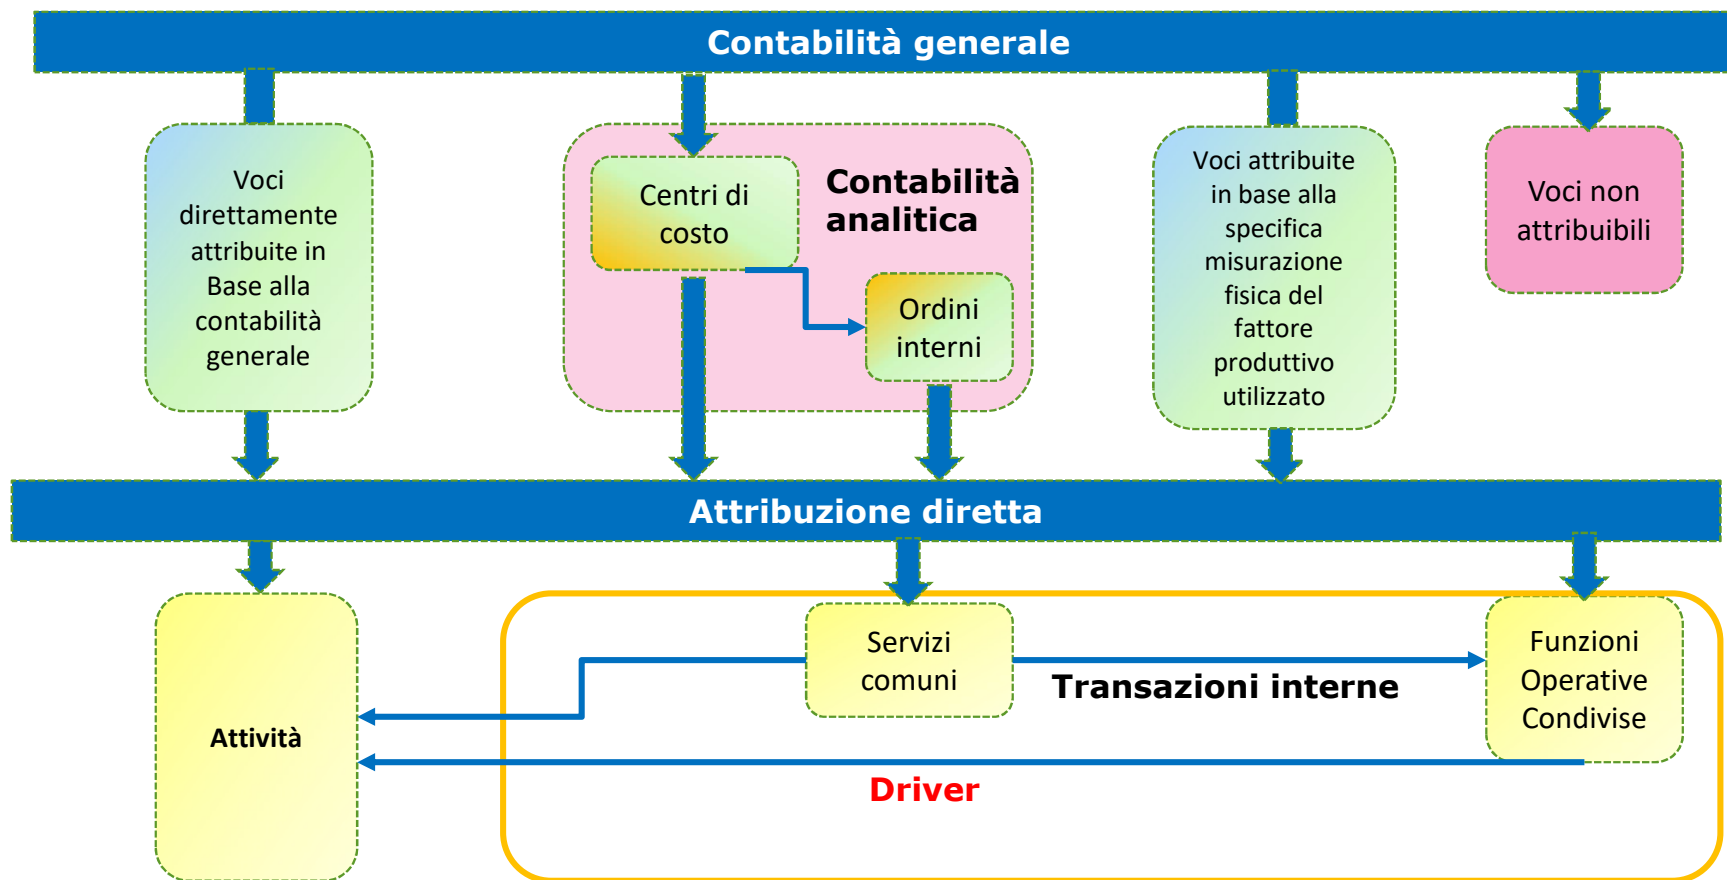 Contabilità generale
Voci
direttamente
attribuite in
Base alla
contabilità
generale
Centri di
costo
Contabilità
analitica
Ordini
interni
Voci attribuite
in base alla
specifica
misurazione
fisica del
fattore
produttivo
utilizzato
Voci non
attribuibili
Attribuzione diretta
Attività
Servizi
comuni
Transazioni interne
Funzioni
Operative
Condivise
Driver